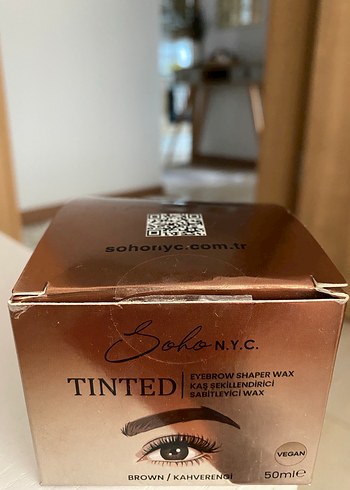 sohonyc.com.tr
Soho N.Y.C.
TINTED
EYEBROW SHAPER WAX
KAŞ ŞEKİLLENDİRİCİ
SABİTLEYİCİ WAX
VEGAN
BROWN / KAHVERENGİ
50ml℮